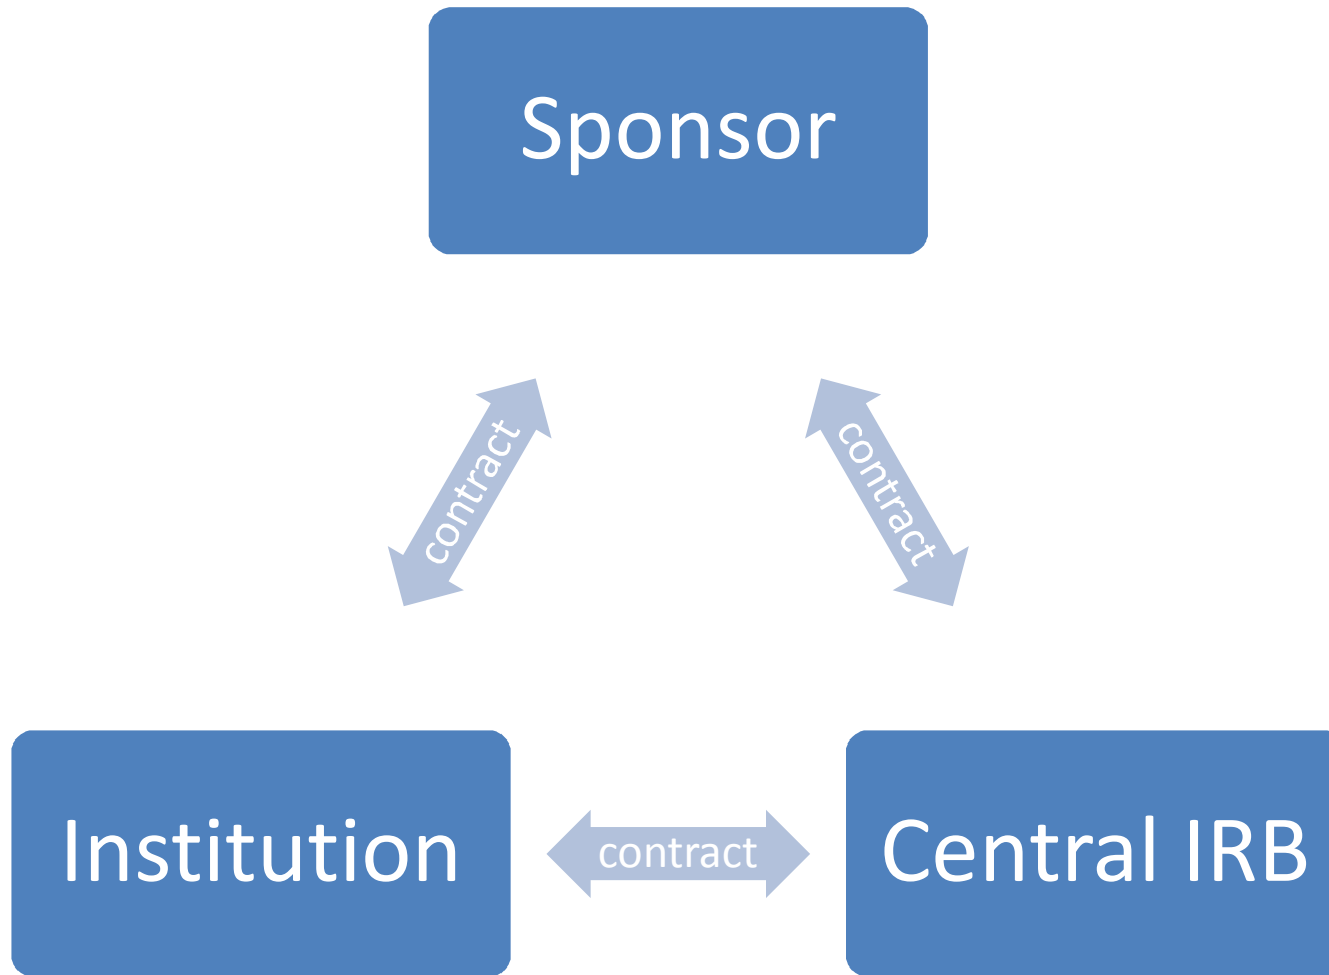 Sponsor
contract
contract
Institution
contract
Central IRB